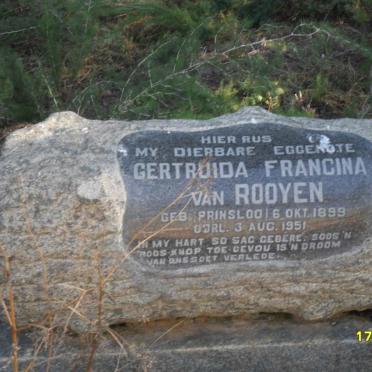 HIER RUS
MY DIERBARE EGGENOTE
GERTRUIDA FRANCINA
VAN ROOYEN
GEB. PRINSLOO 6 OKT. 1899
OORL. 3 AUG. 1951
IN MY HART SO SAG GEBÊRE, SOOS 'N
ROOS-KNOP TOE-GEVOU IS 'N DROOM
VAN ONS SOET VERLEDE.
17